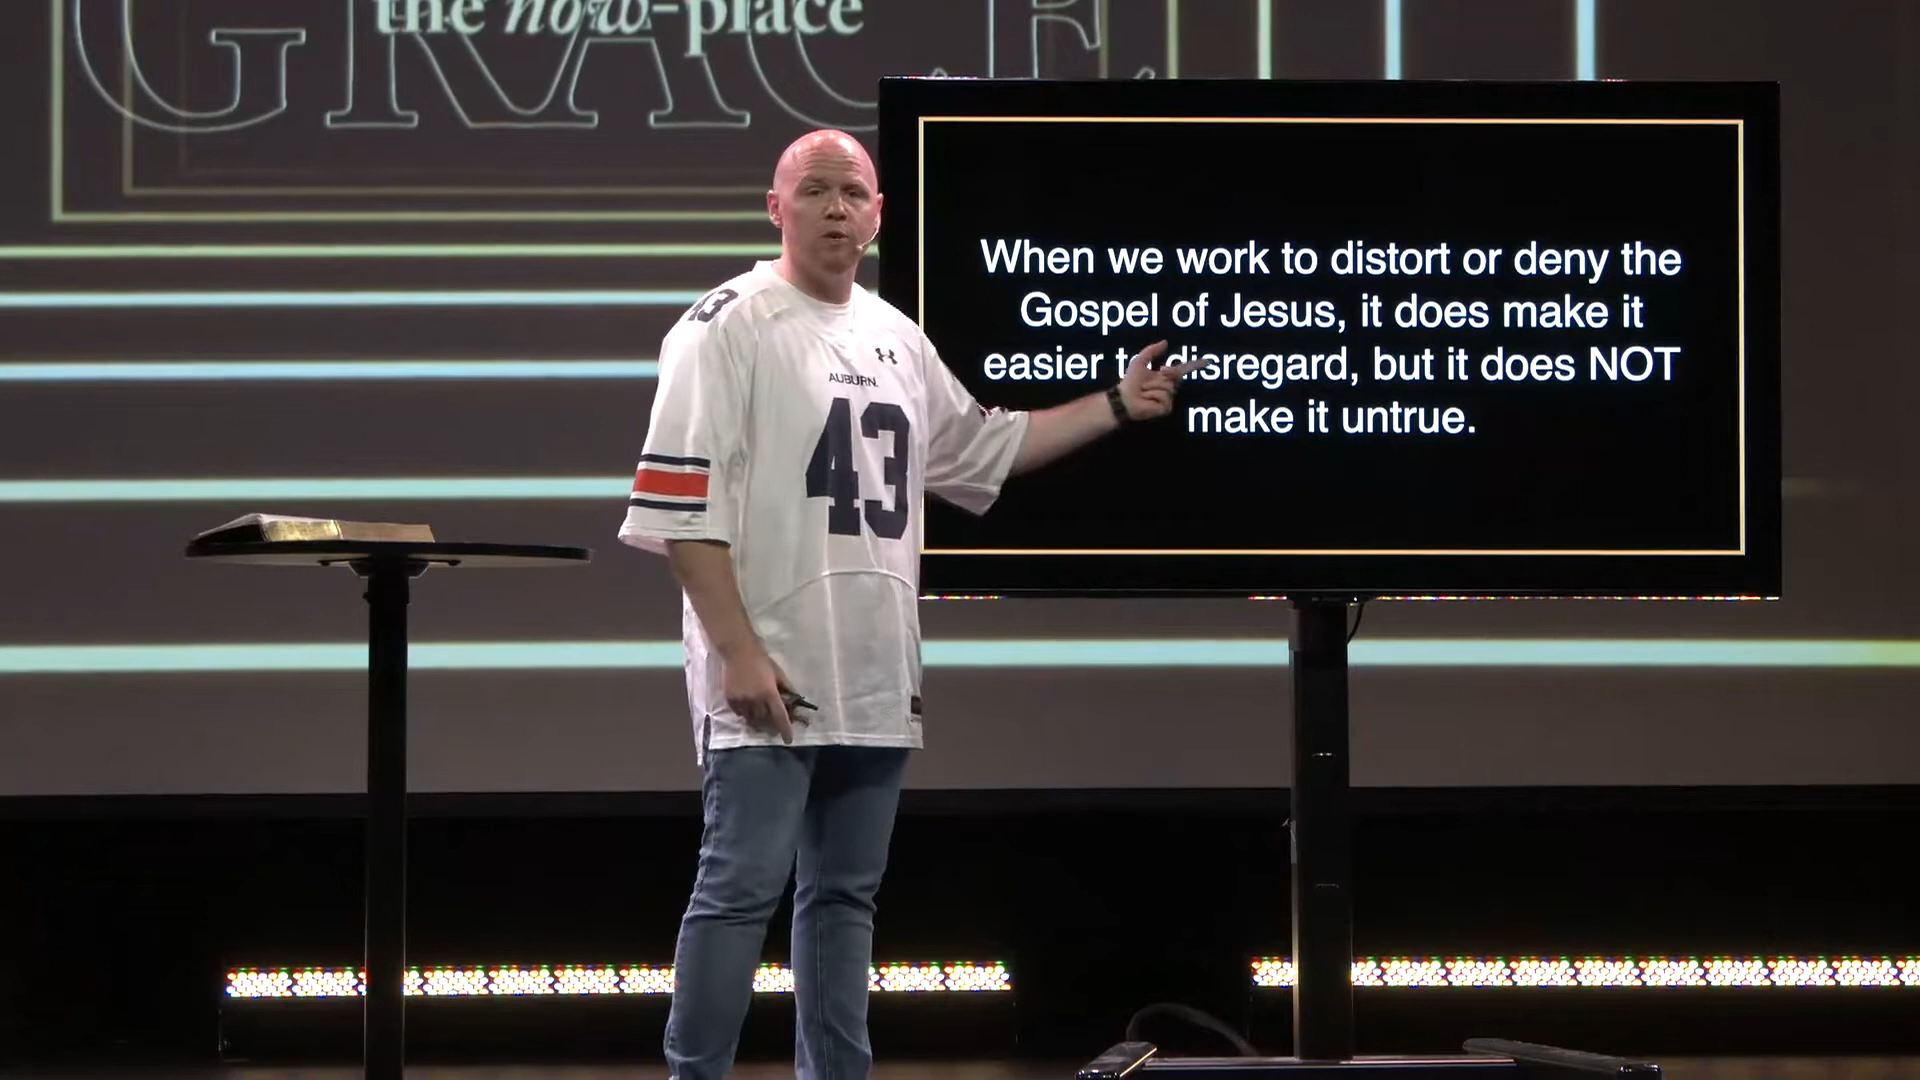 the now-place
GRACE
When we work to distort or deny the
Gospel of Jesus, it does make it
easier to disregard, but it does NOT
make it untrue.
43
AUBURN
43